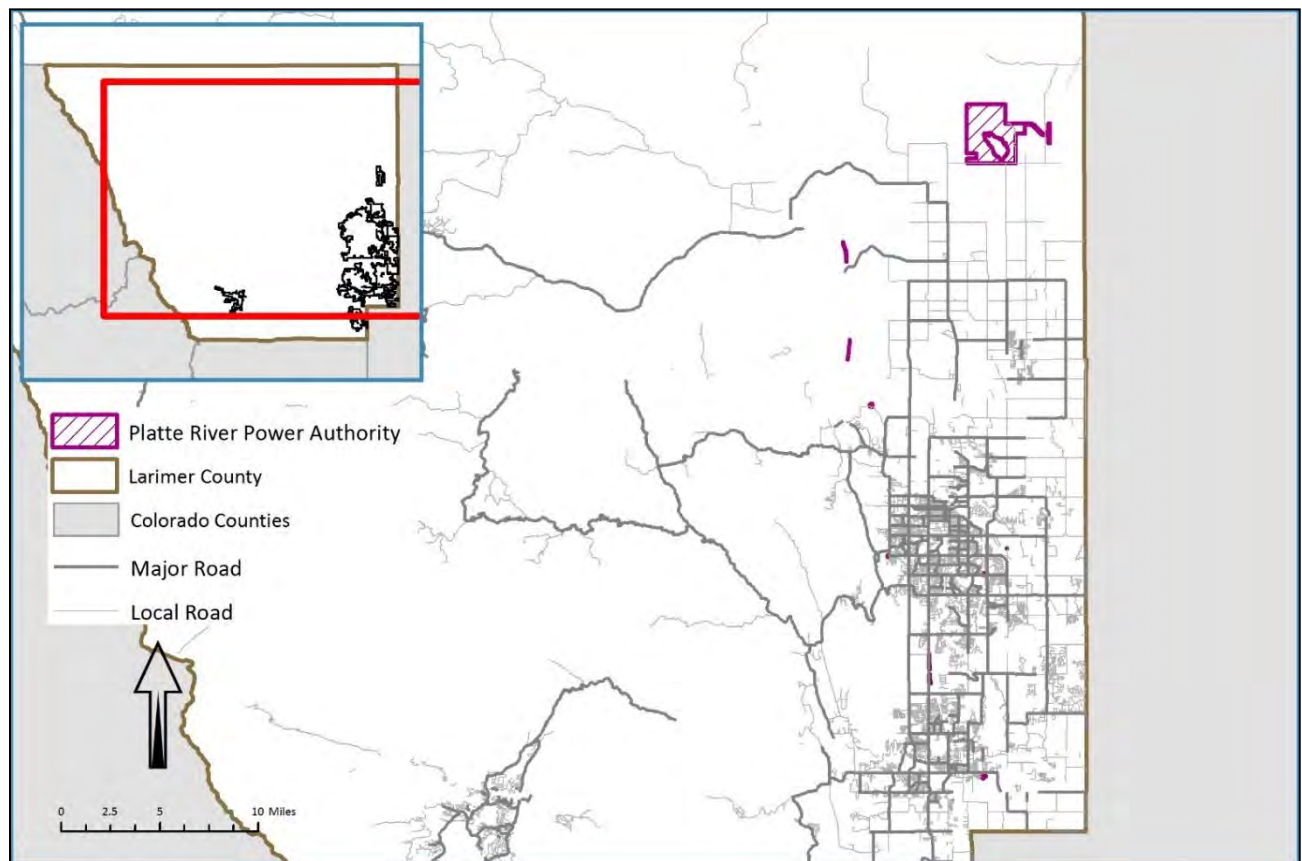 Platte River Power Authority
Larimer County
Colorado Counties
Major Road
Local Road
0 2.5 5 10 Miles